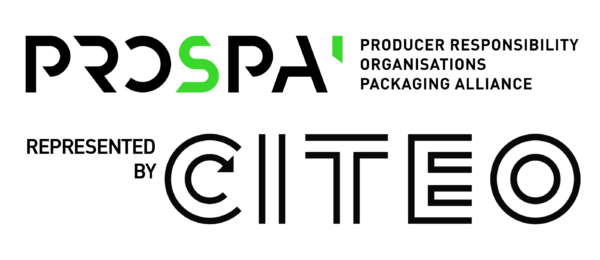 PROSPA'
PRODUCER RESPONSIBILITY
ORGANISATIONS
PACKAGING ALLIANCE
REPRESENTED
BY
CITEO